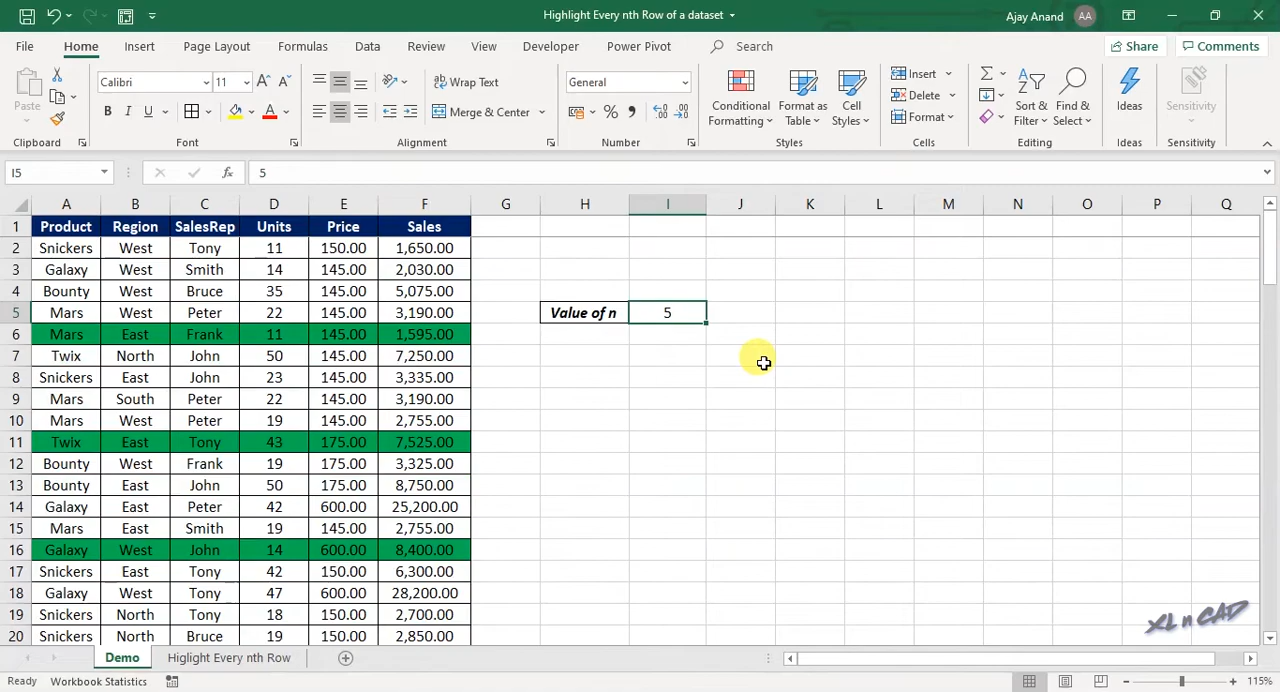 Highlight Every nth Row of a dataset
Ajay Anand AA
File Home Insert Page Layout Formulas Data Review View Developer Power Pivot Search Share Comments
Calibri 11 Wrap Text General Insert
Paste B I U Merge & Center % Conditional Formatting Format as Table Cell Styles Delete Format Sort & Filter Find & Select Ideas Sensitivity
Clipboard Font Alignment Number Styles Cells Editing Ideas Sensitivity
I5 fx 5
A B C D E F G H I J K L M N O P Q
1 Product Region SalesRep Units Price Sales
2 Snickers West Tony 11 150.00 1,650.00
3 Galaxy West Smith 14 145.00 2,030.00
4 Bounty West Bruce 35 145.00 5,075.00
5 Mars West Peter 22 145.00 3,190.00 Value of n 5
6 Mars East Frank 11 145.00 1,595.00
7 Twix North John 50 145.00 7,250.00
8 Snickers East John 23 145.00 3,335.00
9 Mars South Peter 22 145.00 3,190.00
10 Mars West Peter 19 145.00 2,755.00
11 Twix East Tony 43 175.00 7,525.00
12 Bounty West Frank 19 175.00 3,325.00
13 Bounty East John 50 175.00 8,750.00
14 Galaxy East Peter 42 600.00 25,200.00
15 Mars East Smith 19 145.00 2,755.00
16 Galaxy West John 14 600.00 8,400.00
17 Snickers East Tony 42 150.00 6,300.00
18 Galaxy West Tony 47 600.00 28,200.00
19 Snickers North Tony 18 150.00 2,700.00
20 Snickers North Bruce 19 150.00 2,850.00
XL n CAD
Demo Higlight Every nth Row
Ready Workbook Statistics 115%